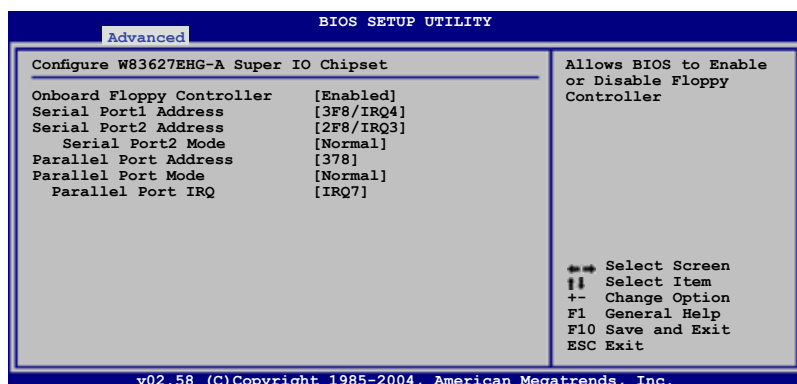 BIOS SETUP UTILITY
Advanced
Configure W83627EHG-A Super IO Chipset
Onboard Floppy Controller [Enabled]
Serial Port1 Address [3F8/IRQ4]
Serial Port2 Address [2F8/IRQ3]
Serial Port2 Mode [Normal]
Parallel Port Address [378]
Parallel Port Mode [Normal]
Parallel Port IRQ [IRQ7]
Allows BIOS to Enable
or Disable Floppy
Controller
Select Screen
Select Item
+- Change Option
F1 General Help
F10 Save and Exit
ESC Exit
v02.58 (C)Copyright 1985-2004, American Megatrends, Inc.